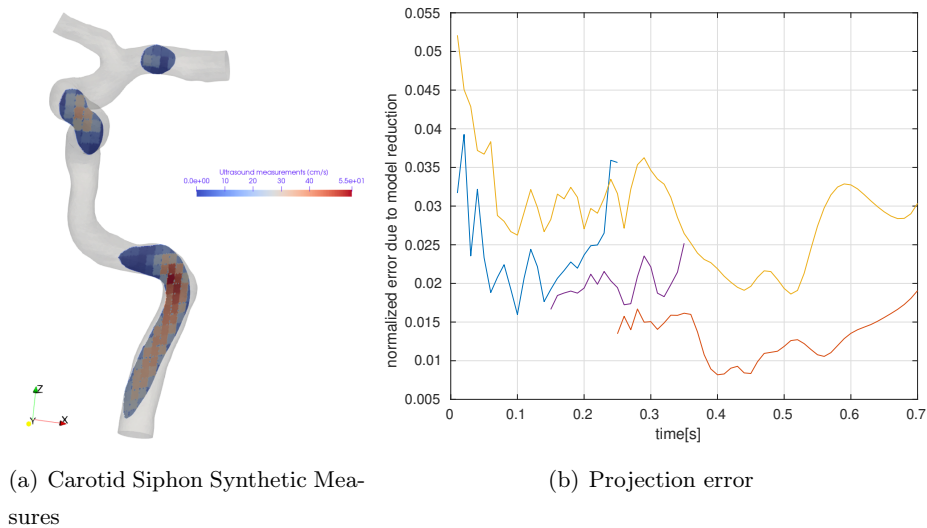 Ultrasound measurements (cm/s)
0.0e+00 20 30 40 5.5e+01
Z
Y X
normalized error due to model reduction
0.055
0.05
0.045
0.04
0.035
0.03
0.025
0.02
0.015
0.01
0.005
0 0.1 0.2 0.3 0.4 0.5 0.6 0.7
time[s]
(a) Carotid Siphon Synthetic Mea-
sures
(b) Projection error